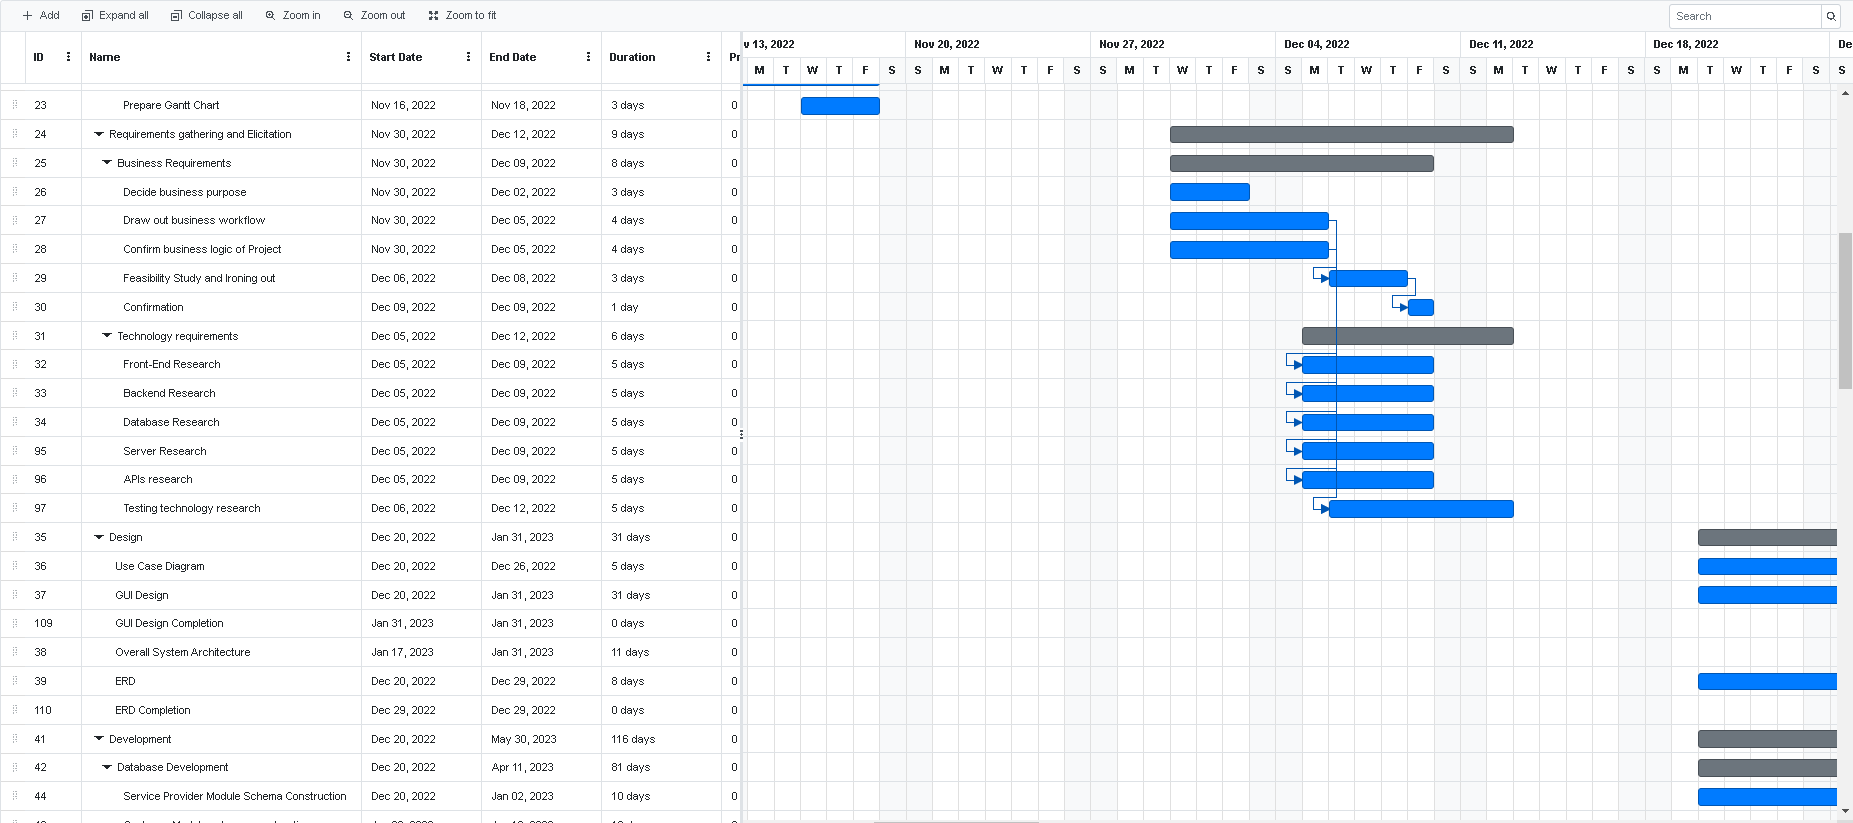 Add Expand all Collapse all Zoom in Zoom out Zoom to fit Search
ID Name Start Date End Date Duration Pr
v 13, 2022 Nov 20, 2022 Nov 27, 2022 Dec 04, 2022 Dec 11, 2022 Dec 18, 2022 De
M T W T F S S M T W T F S S M T W T F S S M T W T F S S M T W T F S S M T W T F S S
23 Prepare Gantt Chart Nov 16, 2022 Nov 18, 2022 3 days 0
24 Requirements gathering and Elicitation Nov 30, 2022 Dec 12, 2022 9 days 0
25 Business Requirements Nov 30, 2022 Dec 09, 2022 8 days 0
26 Decide business purpose Nov 30, 2022 Dec 02, 2022 3 days 0
27 Draw out business workflow Nov 30, 2022 Dec 05, 2022 4 days 0
28 Confirm business logic of Project Nov 30, 2022 Dec 05, 2022 4 days 0
29 Feasibility Study and Ironing out Dec 06, 2022 Dec 08, 2022 3 days 0
30 Confirmation Dec 09, 2022 Dec 09, 2022 1 day 0
31 Technology requirements Dec 05, 2022 Dec 12, 2022 6 days 0
32 Front-End Research Dec 05, 2022 Dec 09, 2022 5 days 0
33 Backend Research Dec 05, 2022 Dec 09, 2022 5 days 0
34 Database Research Dec 05, 2022 Dec 09, 2022 5 days 0
95 Server Research Dec 05, 2022 Dec 09, 2022 5 days 0
96 APIs research Dec 05, 2022 Dec 09, 2022 5 days 0
97 Testing technology research Dec 06, 2022 Dec 12, 2022 5 days 0
35 Design Dec 20, 2022 Jan 31, 2023 31 days 0
36 Use Case Diagram Dec 20, 2022 Dec 26, 2022 5 days 0
37 GUI Design Dec 20, 2022 Jan 31, 2023 31 days 0
109 GUI Design Completion Jan 31, 2023 Jan 31, 2023 0 days 0
38 Overall System Architecture Jan 17, 2023 Jan 31, 2023 11 days 0
39 ERD Dec 20, 2022 Dec 29, 2022 8 days 0
110 ERD Completion Dec 29, 2022 Dec 29, 2022 0 days 0
41 Development Dec 20, 2022 May 30, 2023 116 days 0
42 Database Development Dec 20, 2022 Apr 11, 2023 81 days 0
44 Service Provider Module Schema Construction Dec 20, 2022 Jan 02, 2023 10 days 0